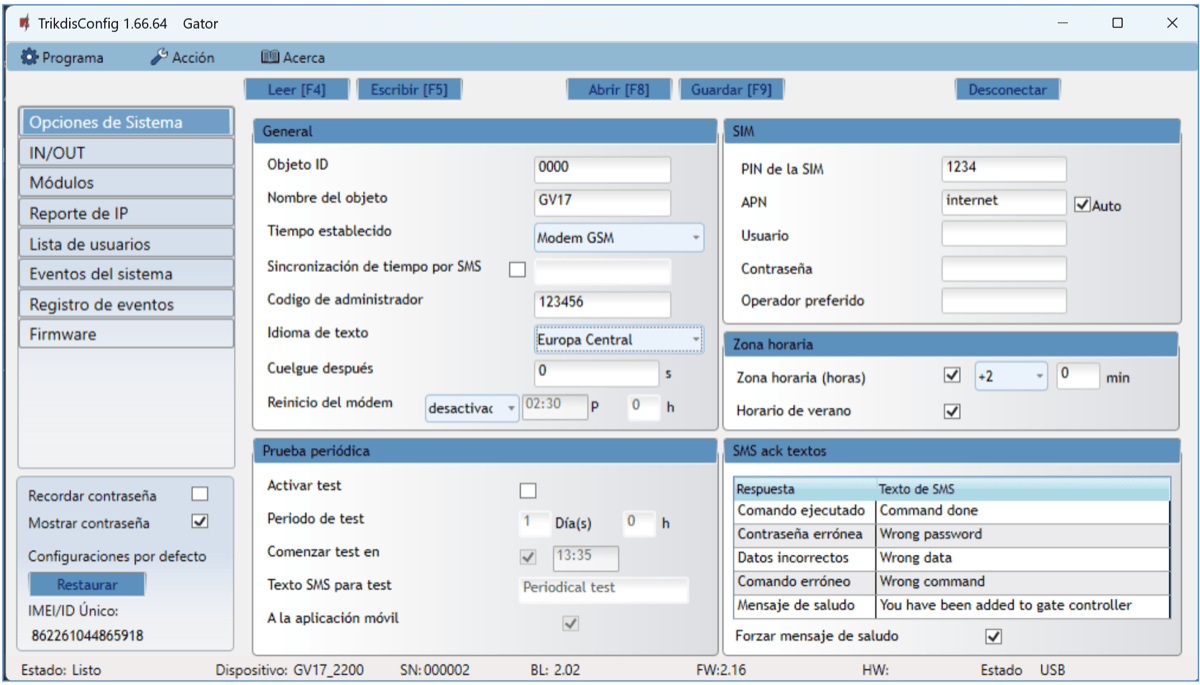 TrikdisConfig 1.66.64 Gator
Programa Acción Acerca
Leer [F4] Escribir [F5] Abrir [F8] Guardar [F9] Desconectar
Opciones de Sistema
IN/OUT
Módulos
Reporte de IP
Lista de usuarios
Eventos del sistema
Registro de eventos
Firmware
Recordar contraseña
Mostrar contraseña
Configuraciones por defecto
Restaurar
IMEI/ID Único:
862261044865918
General
Objeto ID 0000
Nombre del objeto GV17
Tiempo establecido Modem GSM
Sincronización de tiempo por SMS
Codigo de administrador 123456
Idioma de texto Europa Central
Cuelgue después 0 s
Reinicio del módem desactivac 02:30 P 0 h
Prueba periódica
Activar test
Periodo de test 1 Día(s) 0 h
Comenzar test en 13:35
Texto SMS para test Periodical test
A la aplicación móvil
SIM
PIN de la SIM 1234
APN internet Auto
Usuario
Contraseña
Operador preferido
Zona horaria
Zona horaria (horas) +2 0 min
Horario de verano
SMS ack textos
Respuesta Texto de SMS
Comando ejecutado Command done
Contraseña errónea Wrong password
Datos incorrectos Wrong data
Comando erróneo Wrong command
Mensaje de saludo You have been added to gate controller
Forzar mensaje de saludo
Estado: Listo Dispositivo: GV17_2200 SN: 000002 BL: 2.02 FW:2.16 HW: Estado USB